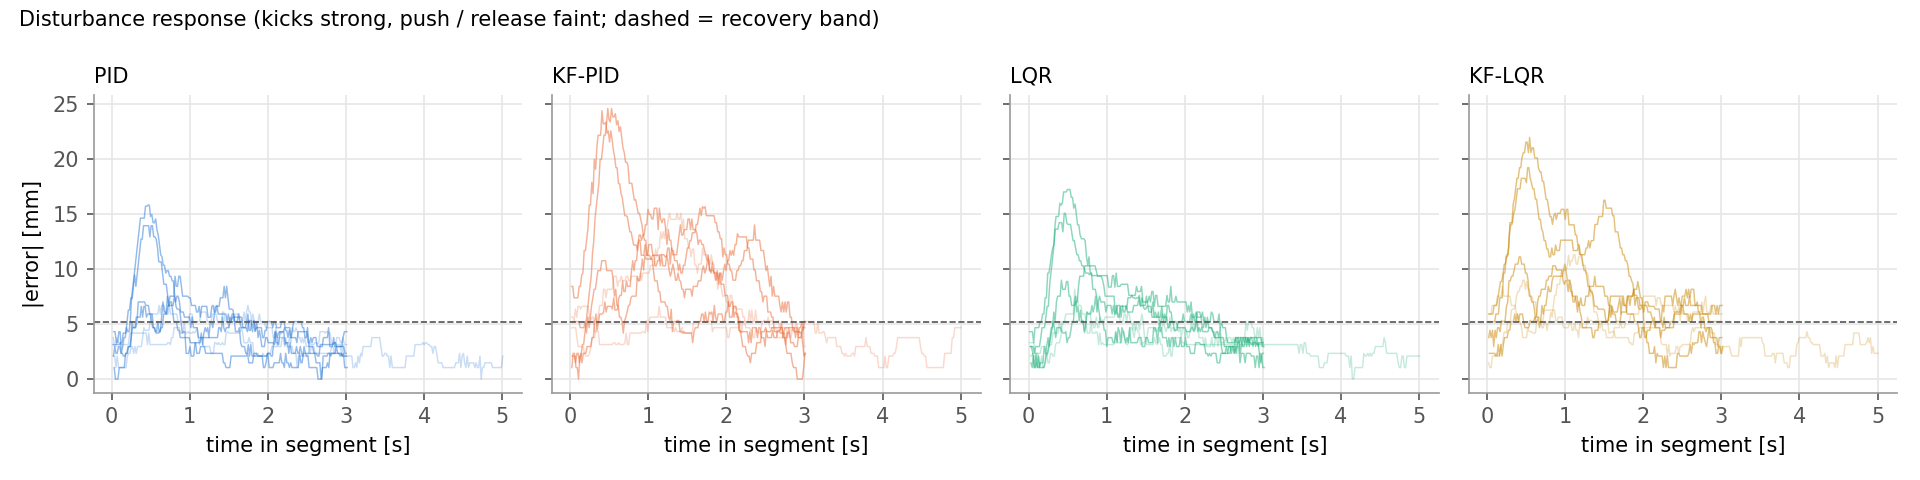 Disturbance response (kicks strong, push / release faint; dashed = recovery band)
PID
KF-PID
LQR
KF-LQR
|error| [mm]
25
20
15
10
5
0
0 1 2 3 4 5
0 1 2 3 4 5
0 1 2 3 4 5
0 1 2 3 4 5
time in segment [s]
time in segment [s]
time in segment [s]
time in segment [s]